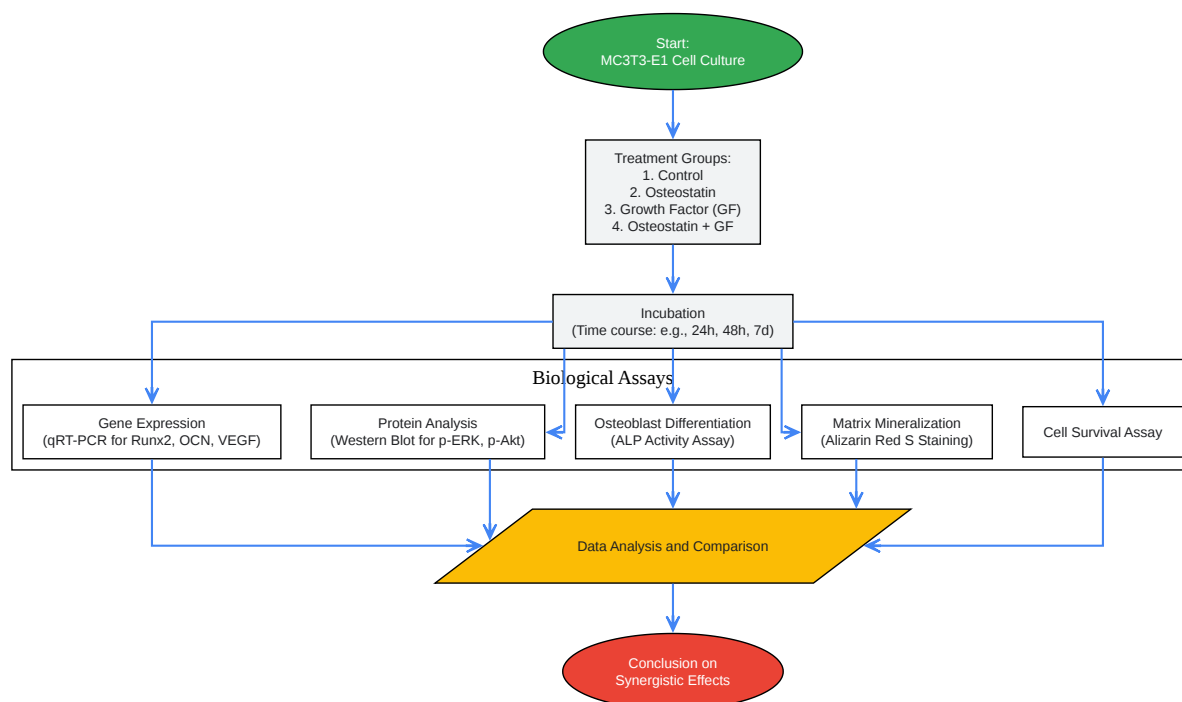 Start:
MC3T3-E1 Cell Culture
Treatment Groups:
1. Control
2. Osteostatin
3. Growth Factor (GF)
4. Osteostatin + GF
Incubation
(Time course: e.g., 24h, 48h, 7d)
Biological Assays
Gene Expression
(qRT-PCR for Runx2, OCN, VEGF)
Protein Analysis
(Western Blot for p-ERK, p-Akt)
Osteoblast Differentiation
(ALP Activity Assay)
Matrix Mineralization
(Alizarin Red S Staining)
Cell Survival Assay
Data Analysis and Comparison
Conclusion on
Synergistic Effects